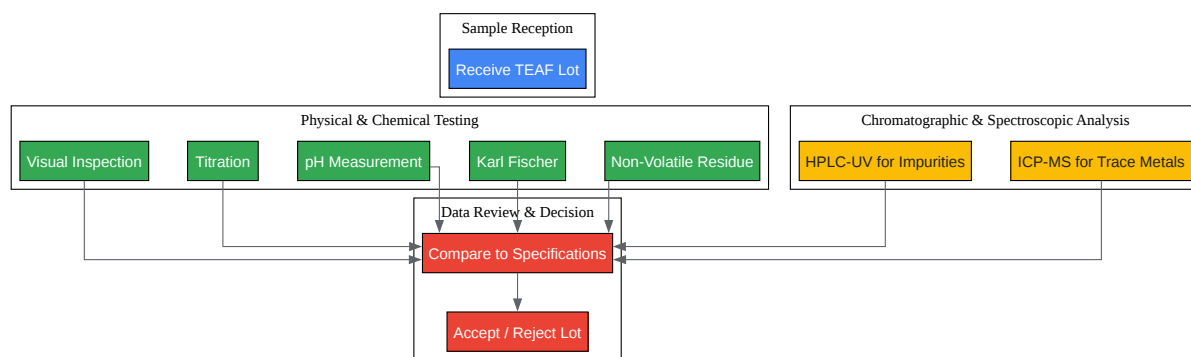 Sample Reception
Receive TEAF Lot
Physical & Chemical Testing
Chromatographic & Spectroscopic Analysis
Visual Inspection
Titration
pH Measurement
Karl Fischer
Non-Volatile Residue
HPLC-UV for Impurities
ICP-MS for Trace Metals
Data Review & Decision
Compare to Specifications
Accept / Reject Lot